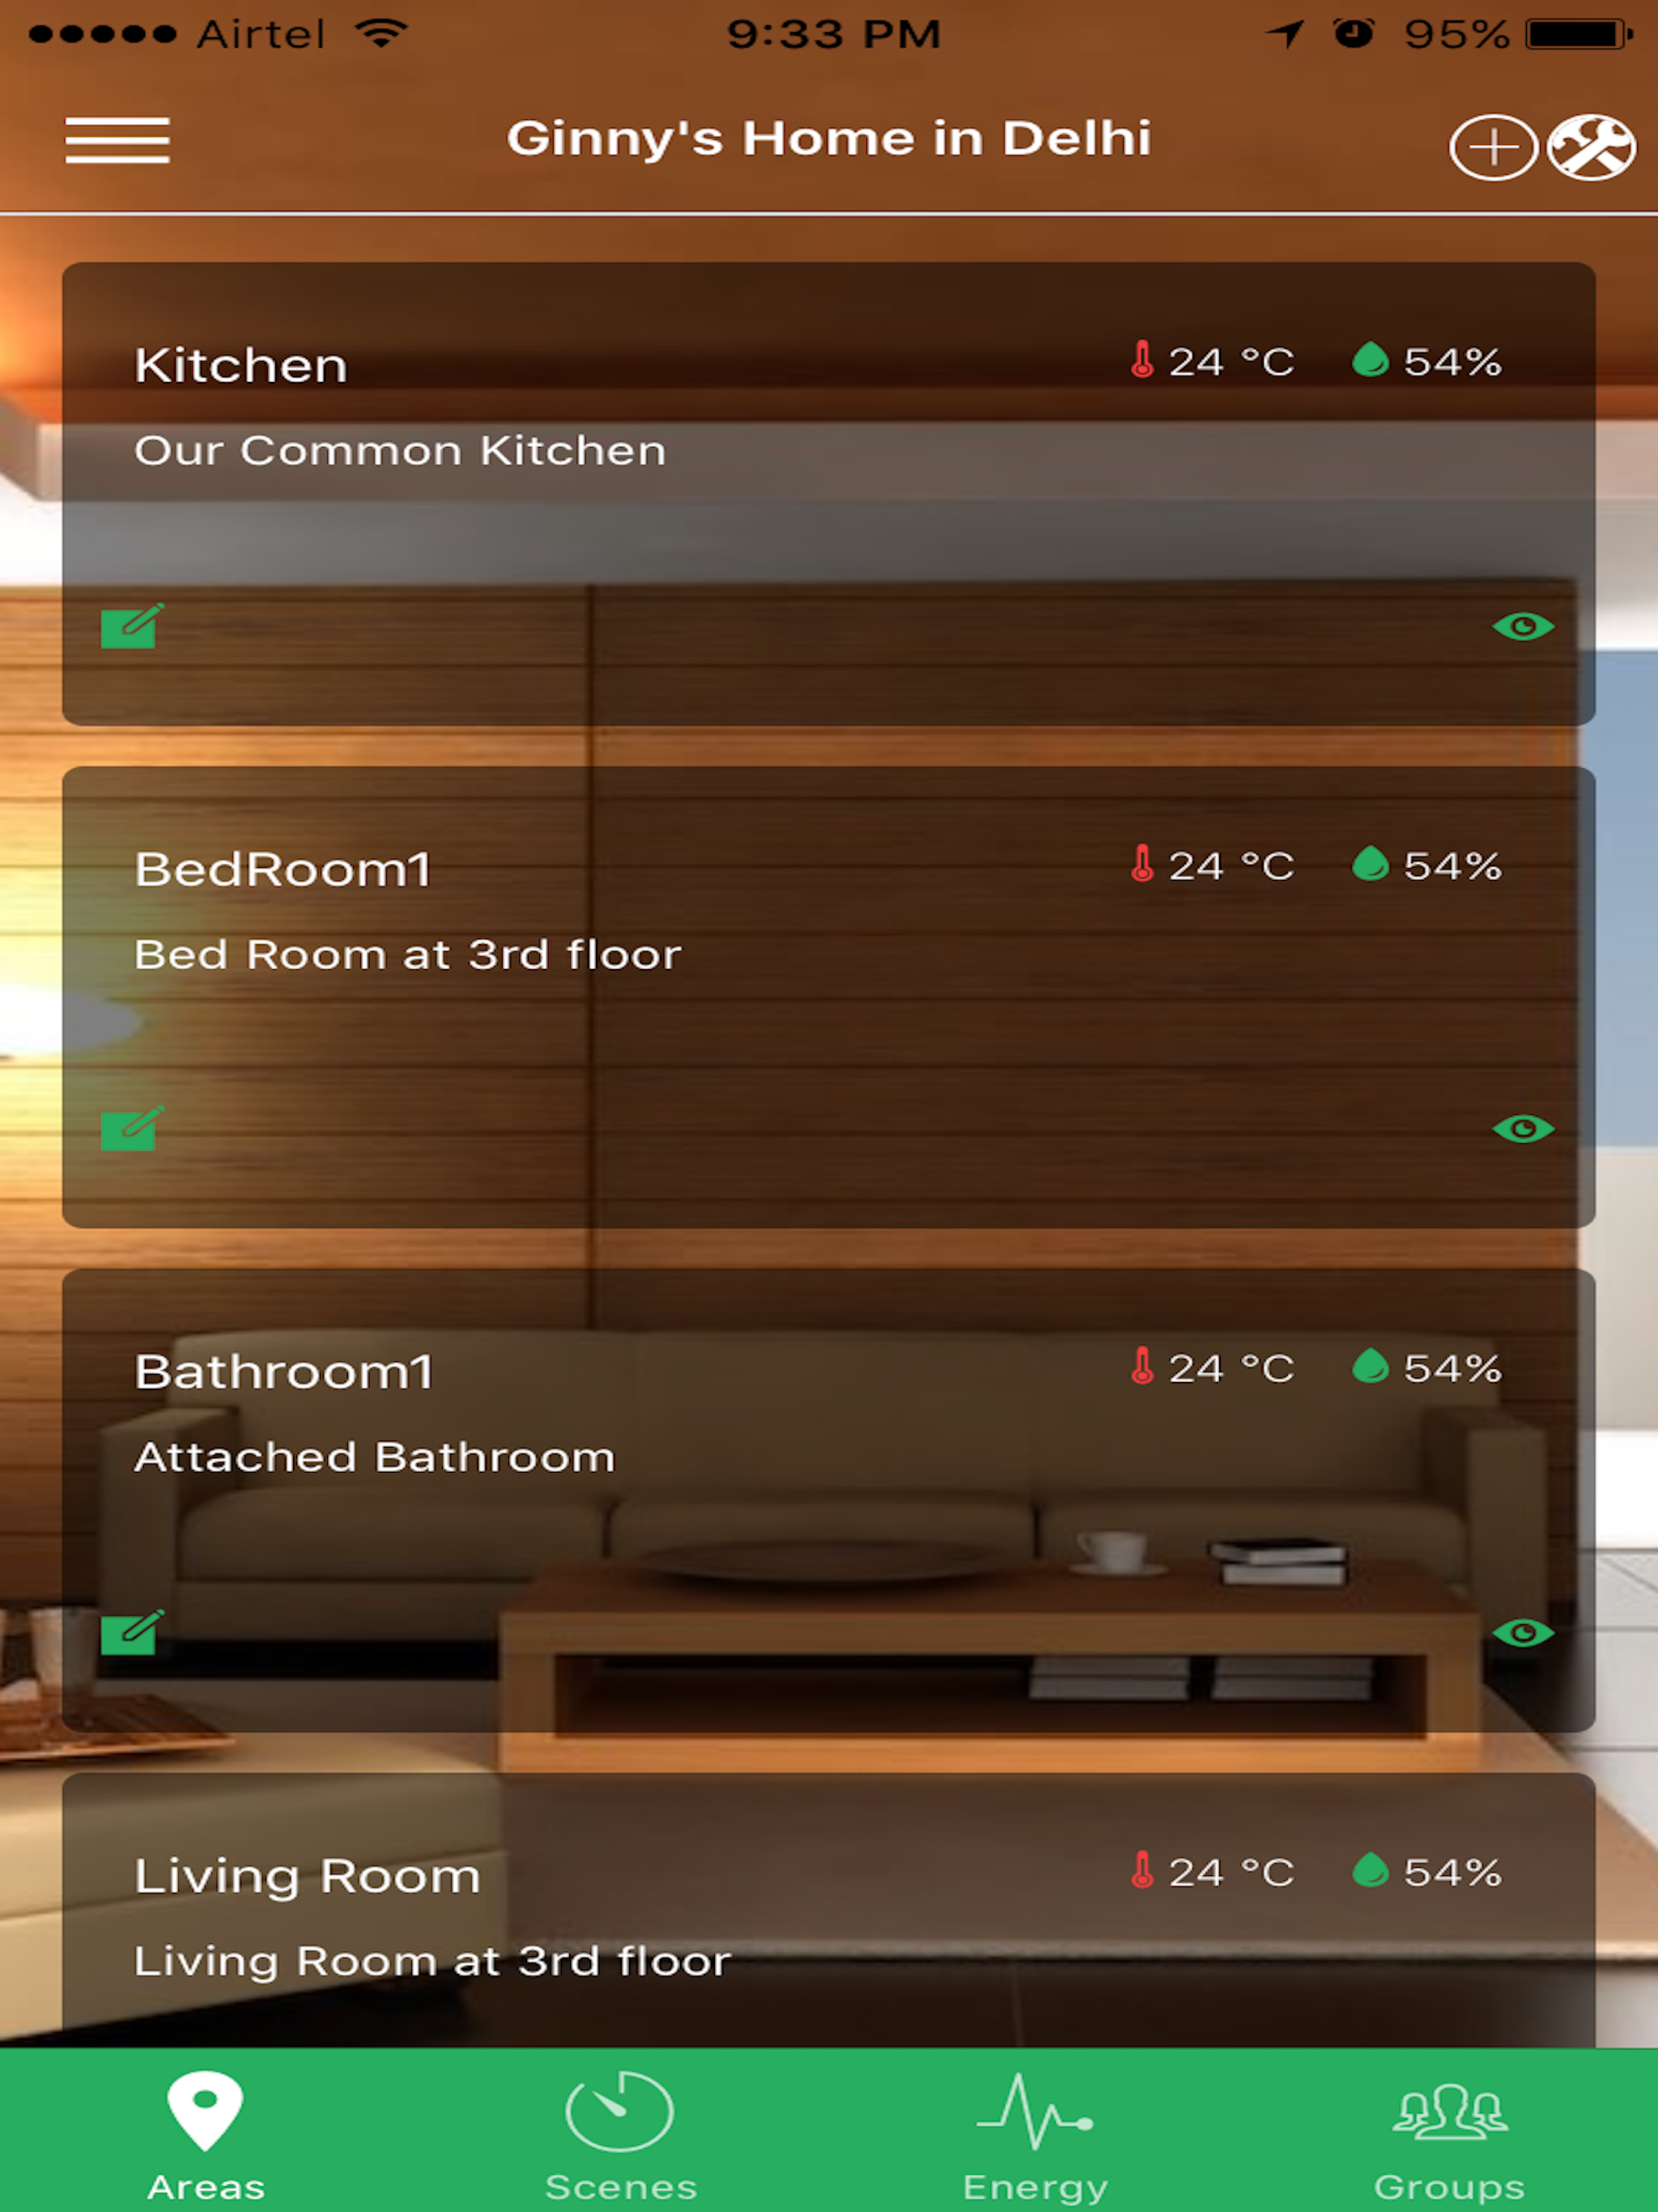 Airtel 9:33 PM 95%
Ginny's Home in Delhi
Kitchen 24 °C 54%
Our Common Kitchen
BedRoom1 24 °C 54%
Bed Room at 3rd floor
Bathroom1 24 °C 54%
Attached Bathroom
Living Room 24 °C 54%
Living Room at 3rd floor
Areas Scenes Energy Groups